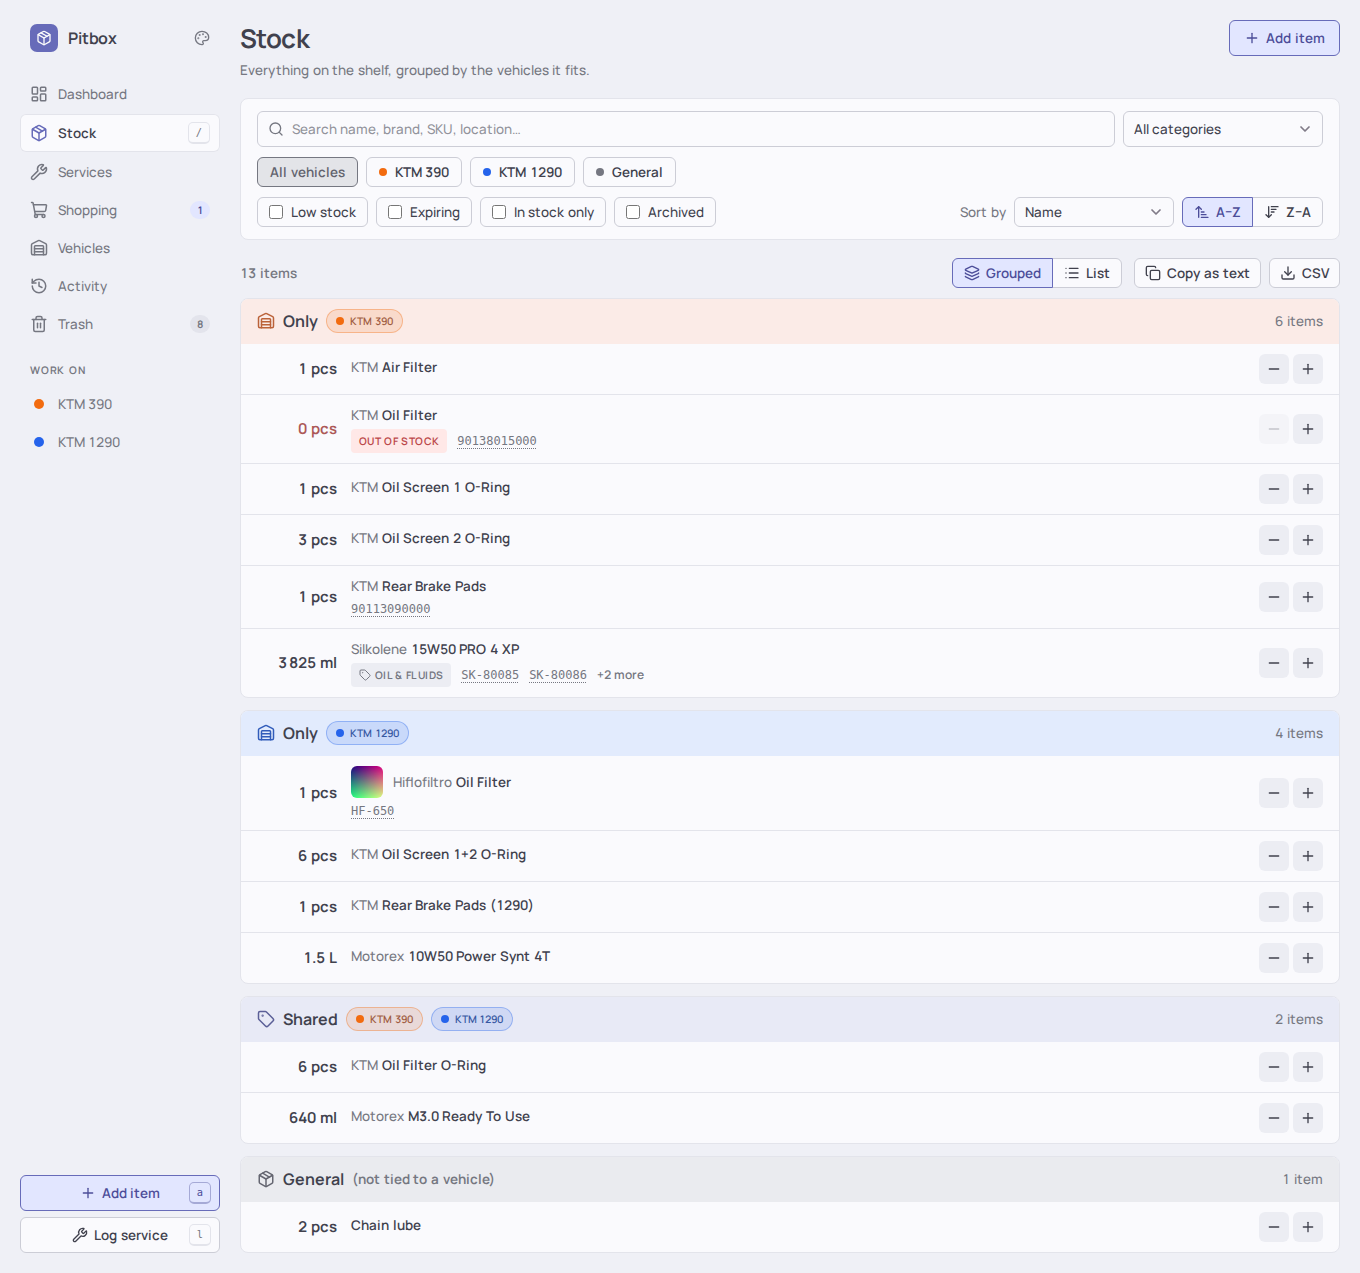 Pitbox
Dashboard
Stock /
Services
Shopping 1
Vehicles
Activity
Trash 8
WORK ON
KTM 390
KTM 1290
Add item a
Log service l
Stock
Add item
Everything on the shelf, grouped by the vehicles it fits.
Search name, brand, SKU, location...
All categories
All vehicles KTM 390 KTM 1290 General
Low stock Expiring In stock only Archived Sort by Name A-Z Z-A
13 items Grouped List Copy as text CSV
Only KTM 390 6 items
1 pcs KTM Air Filter
0 pcs KTM Oil Filter
OUT OF STOCK 90138015000
1 pcs KTM Oil Screen 1 O-Ring
3 pcs KTM Oil Screen 2 O-Ring
1 pcs KTM Rear Brake Pads
90113090000
3 825 ml Silkolene 15W50 PRO 4 XP
OIL & FLUIDS SK-80085 SK-80086 +2 more
Only KTM 1290 4 items
1 pcs Hiflofiltro Oil Filter
HF-650
6 pcs KTM Oil Screen 1+2 O-Ring
1 pcs KTM Rear Brake Pads (1290)
1.5 L Motorex 10W50 Power Synt 4T
Shared KTM 390 KTM 1290 2 items
6 pcs KTM Oil Filter O-Ring
640 ml Motorex M3.0 Ready To Use
General (not tied to a vehicle) 1 item
2 pcs Chain lube